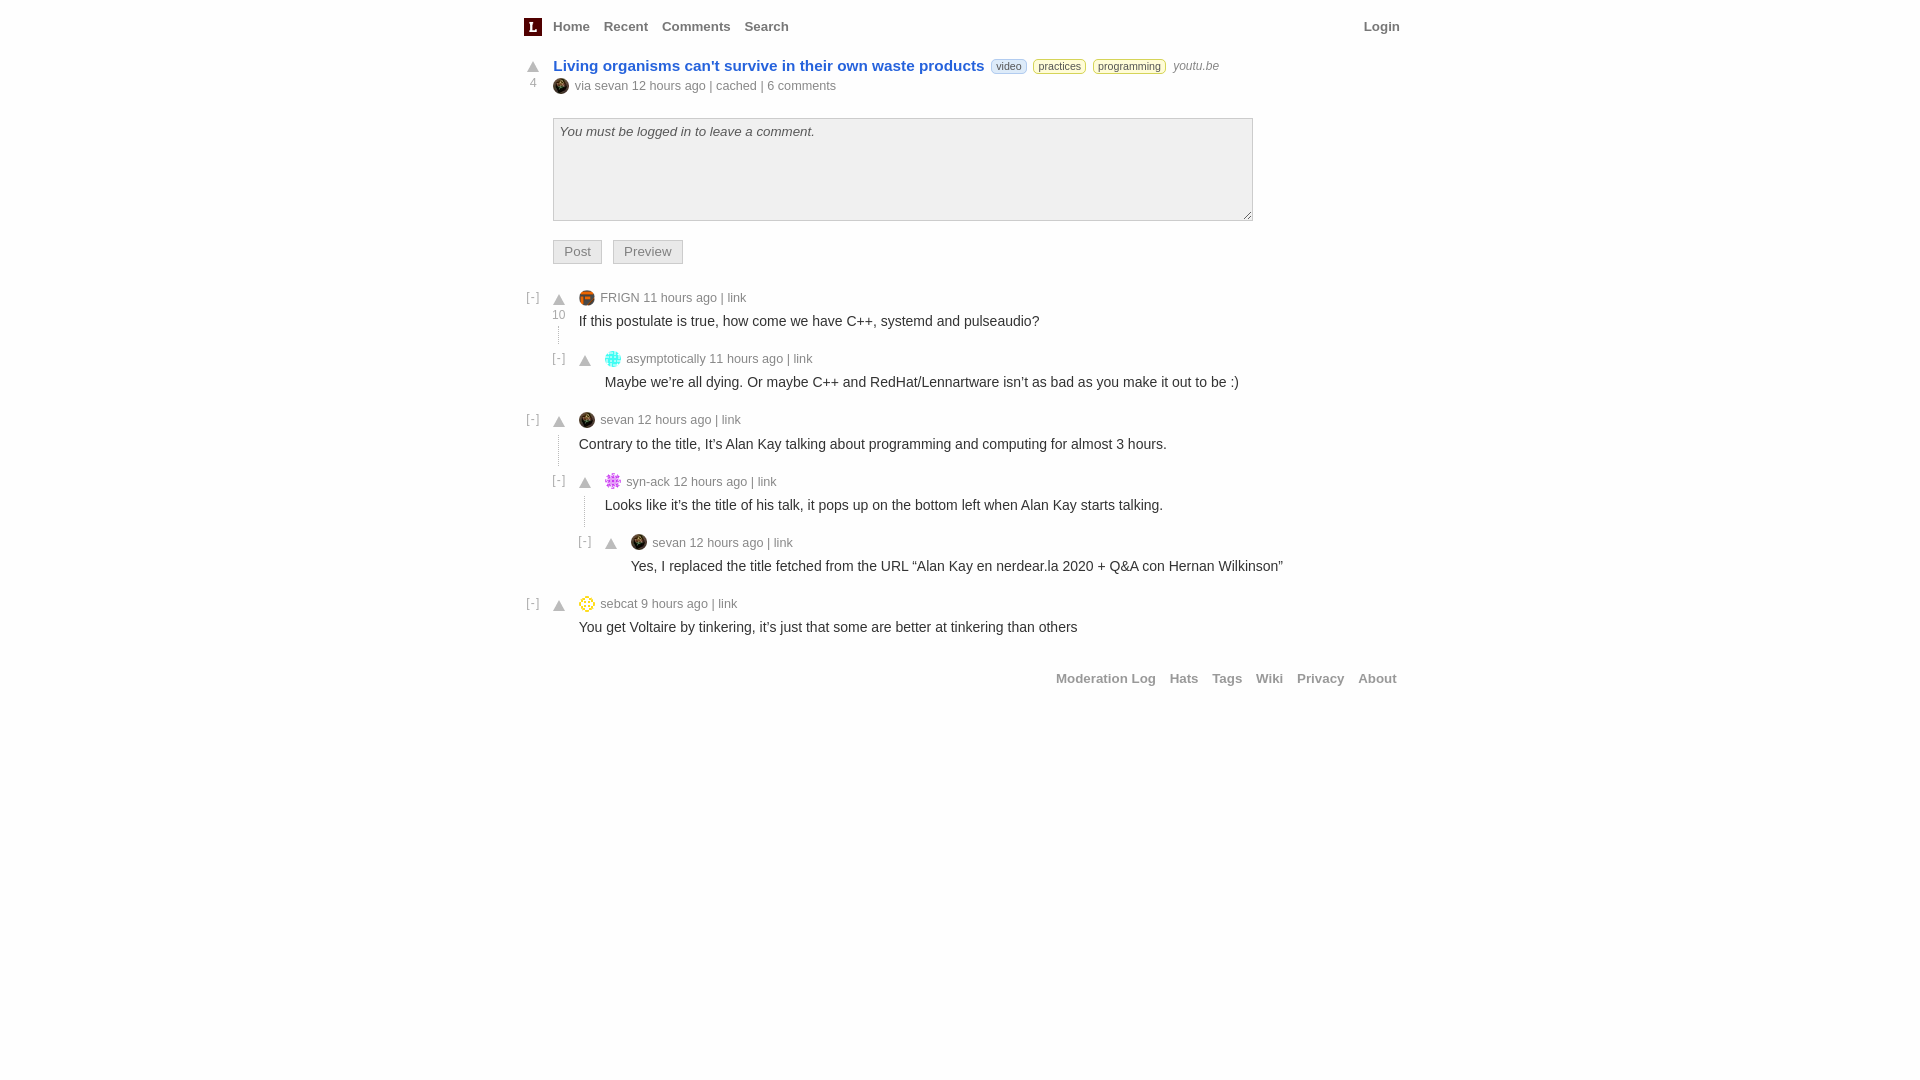 L Home Recent Comments Search Login
Living organisms can't survive in their own waste products video practices programming youtu.be
4 via sevan 12 hours ago | cached | 6 comments
You must be logged in to leave a comment.
Post Preview
[-] FRIGN 11 hours ago | link
10
If this postulate is true, how come we have C++, systemd and pulseaudio?
[-] asymptotically 11 hours ago | link
Maybe we’re all dying. Or maybe C++ and RedHat/Lennartware isn’t as bad as you make it out to be :)
[-] sevan 12 hours ago | link
Contrary to the title, It’s Alan Kay talking about programming and computing for almost 3 hours.
[-] syn-ack 12 hours ago | link
Looks like it’s the title of his talk, it pops up on the bottom left when Alan Kay starts talking.
[-] sevan 12 hours ago | link
Yes, I replaced the title fetched from the URL “Alan Kay en nerdear.la 2020 + Q&A con Hernan Wilkinson”
[-] sebcat 9 hours ago | link
You get Voltaire by tinkering, it’s just that some are better at tinkering than others
Moderation Log Hats Tags Wiki Privacy About